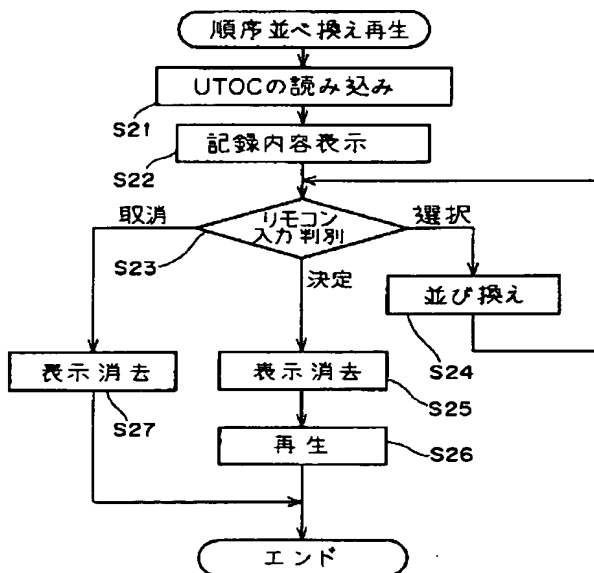 順序並べ換え再生
UTOCの読み込み
S21
記録内容表示
S22
取消
リモコン
入力判別
選択
S23
決定
並び換え
S24
表示消去
表示消去
S27
S25
再生
S26
エンド